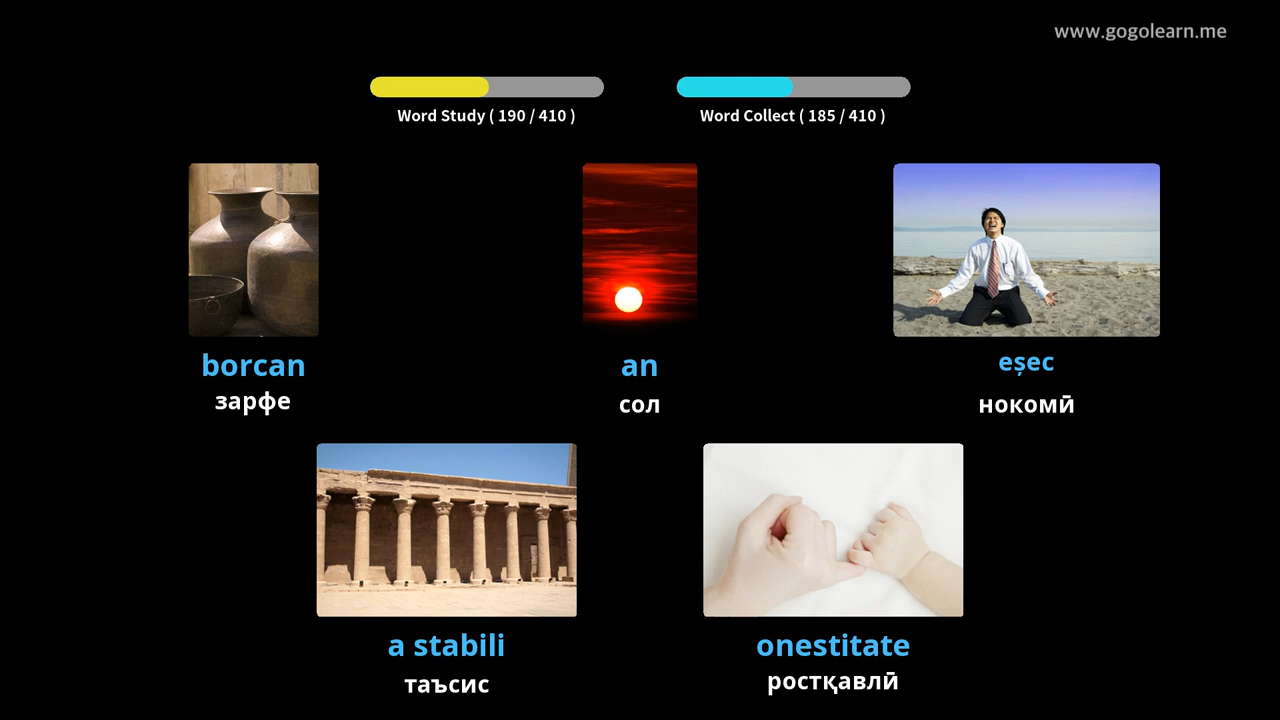 www.gogolearn.me
Word Study ( 190 / 410 )
Word Collect ( 185 / 410 )
borcan
зарфе
an
сол
eșec
нокомӣ
a stabili
таъсис
onestitate
ростқавлӣ